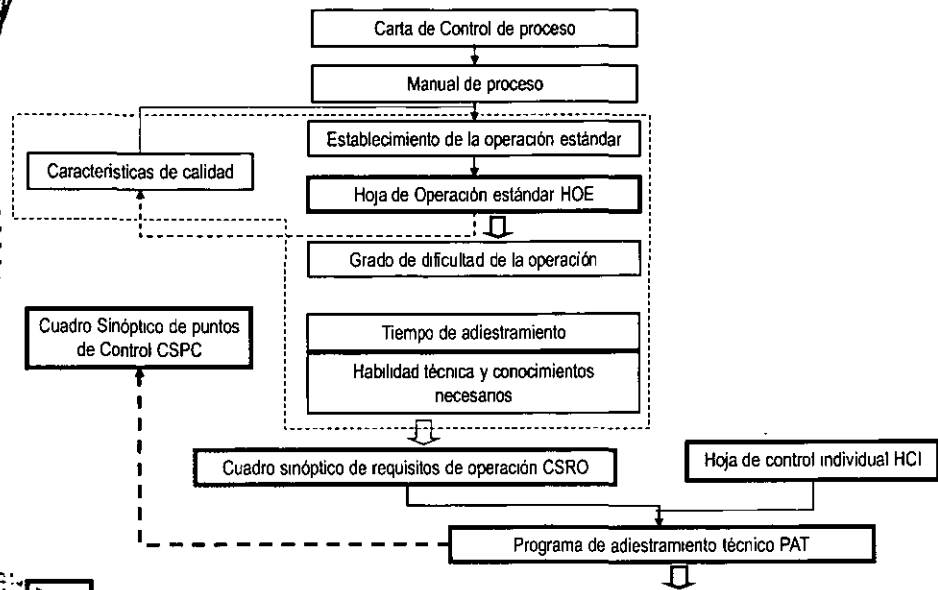 Carta de Control de proceso
Manual de proceso
Establecimiento de la operación estándar
Caracteristicas de calidad
Hoja de Operación estándar HOE
Grado de dificultad de la operación
Cuadro Sinóptico de puntos
de Control CSPC
Tiempo de adiestramiento
Habilidad técnica y conocimientos
necesarios
Cuadro sinóptico de requisitos de operación CSRO
Hoja de control individual HCI
Programa de adiestramiento técnico PAT